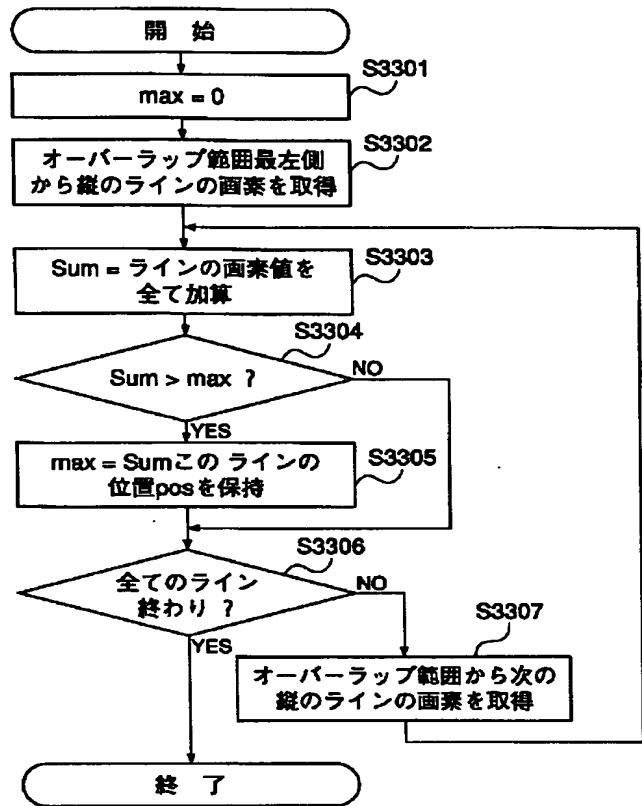 開 始
S3301
max = 0
S3302
オーバーラップ範囲最左側
から縦のラインの画素を取得
S3303
Sum = ラインの画素値を
全て加算
S3304
Sum > max ?
NO
YES
S3305
max = Sumこの ラインの
位置posを保持
S3306
全てのライン
終わり ?
NO
YES
S3307
オーバーラップ範囲から次の
縦のラインの画素を取得
終 了